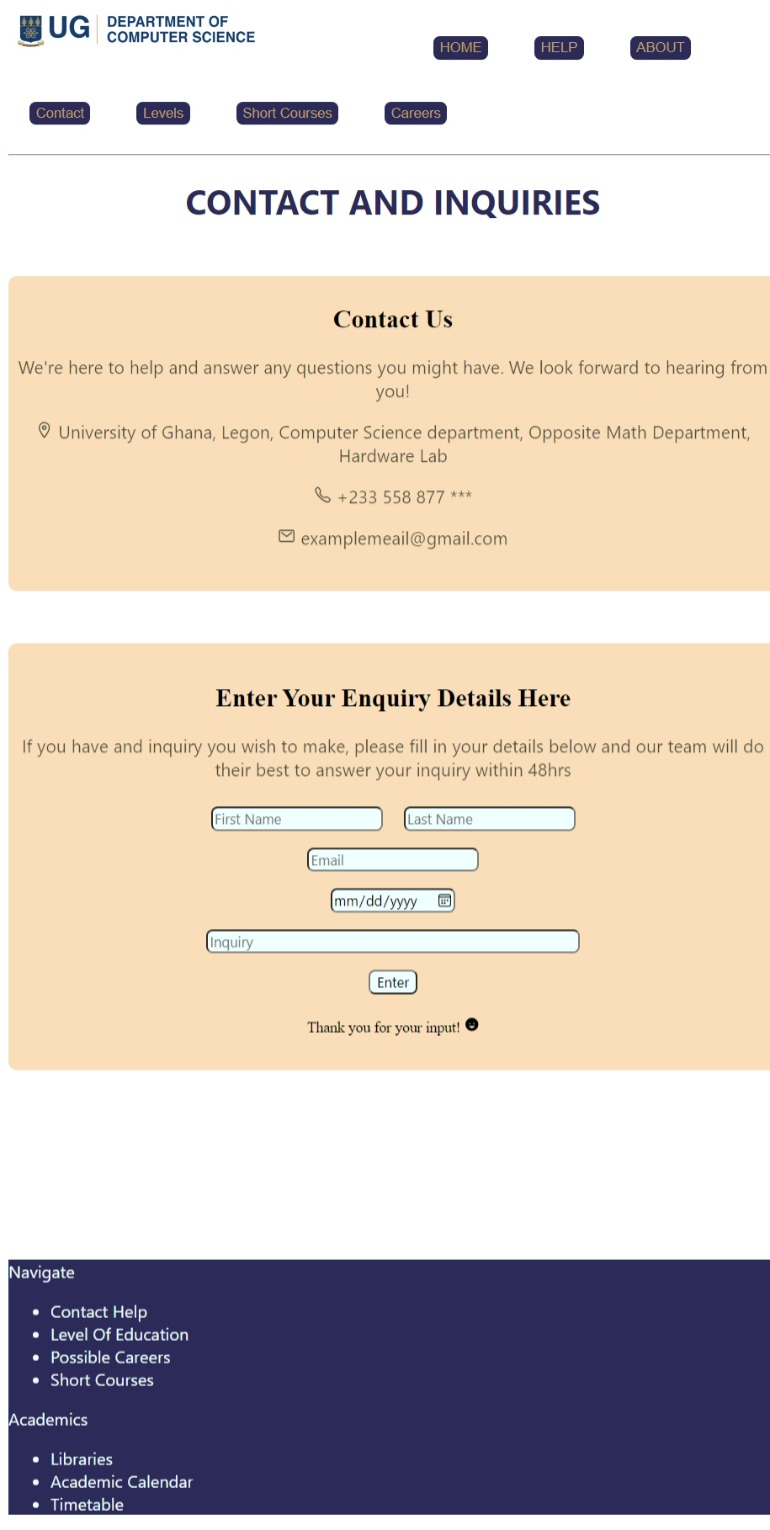 UG DEPARTMENT OF
COMPUTER SCIENCE
HOME HELP ABOUT
Contact Levels Short Courses Careers
CONTACT AND INQUIRIES
Contact Us
We're here to help and answer any questions you might have. We look forward to hearing from
you!
University of Ghana, Legon, Computer Science department, Opposite Math Department,
Hardware Lab
+233 558 877 ***
examplemeail@gmail.com
Enter Your Enquiry Details Here
If you have and inquiry you wish to make, please fill in your details below and our team will do
their best to answer your inquiry within 48hrs
First Name Last Name
Email
mm/dd/yyyy
Inquiry
Enter
Thank you for your input!
Navigate
Contact Help
Level Of Education
Possible Careers
Short Courses
Academics
Libraries
Academic Calendar
Timetable